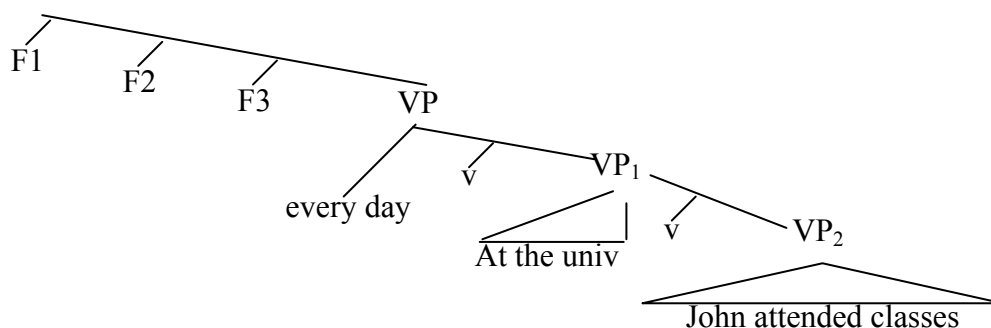 F1
F2
F3
VP
every day
v
VP₁
At the univ
v
VP₂
John attended classes